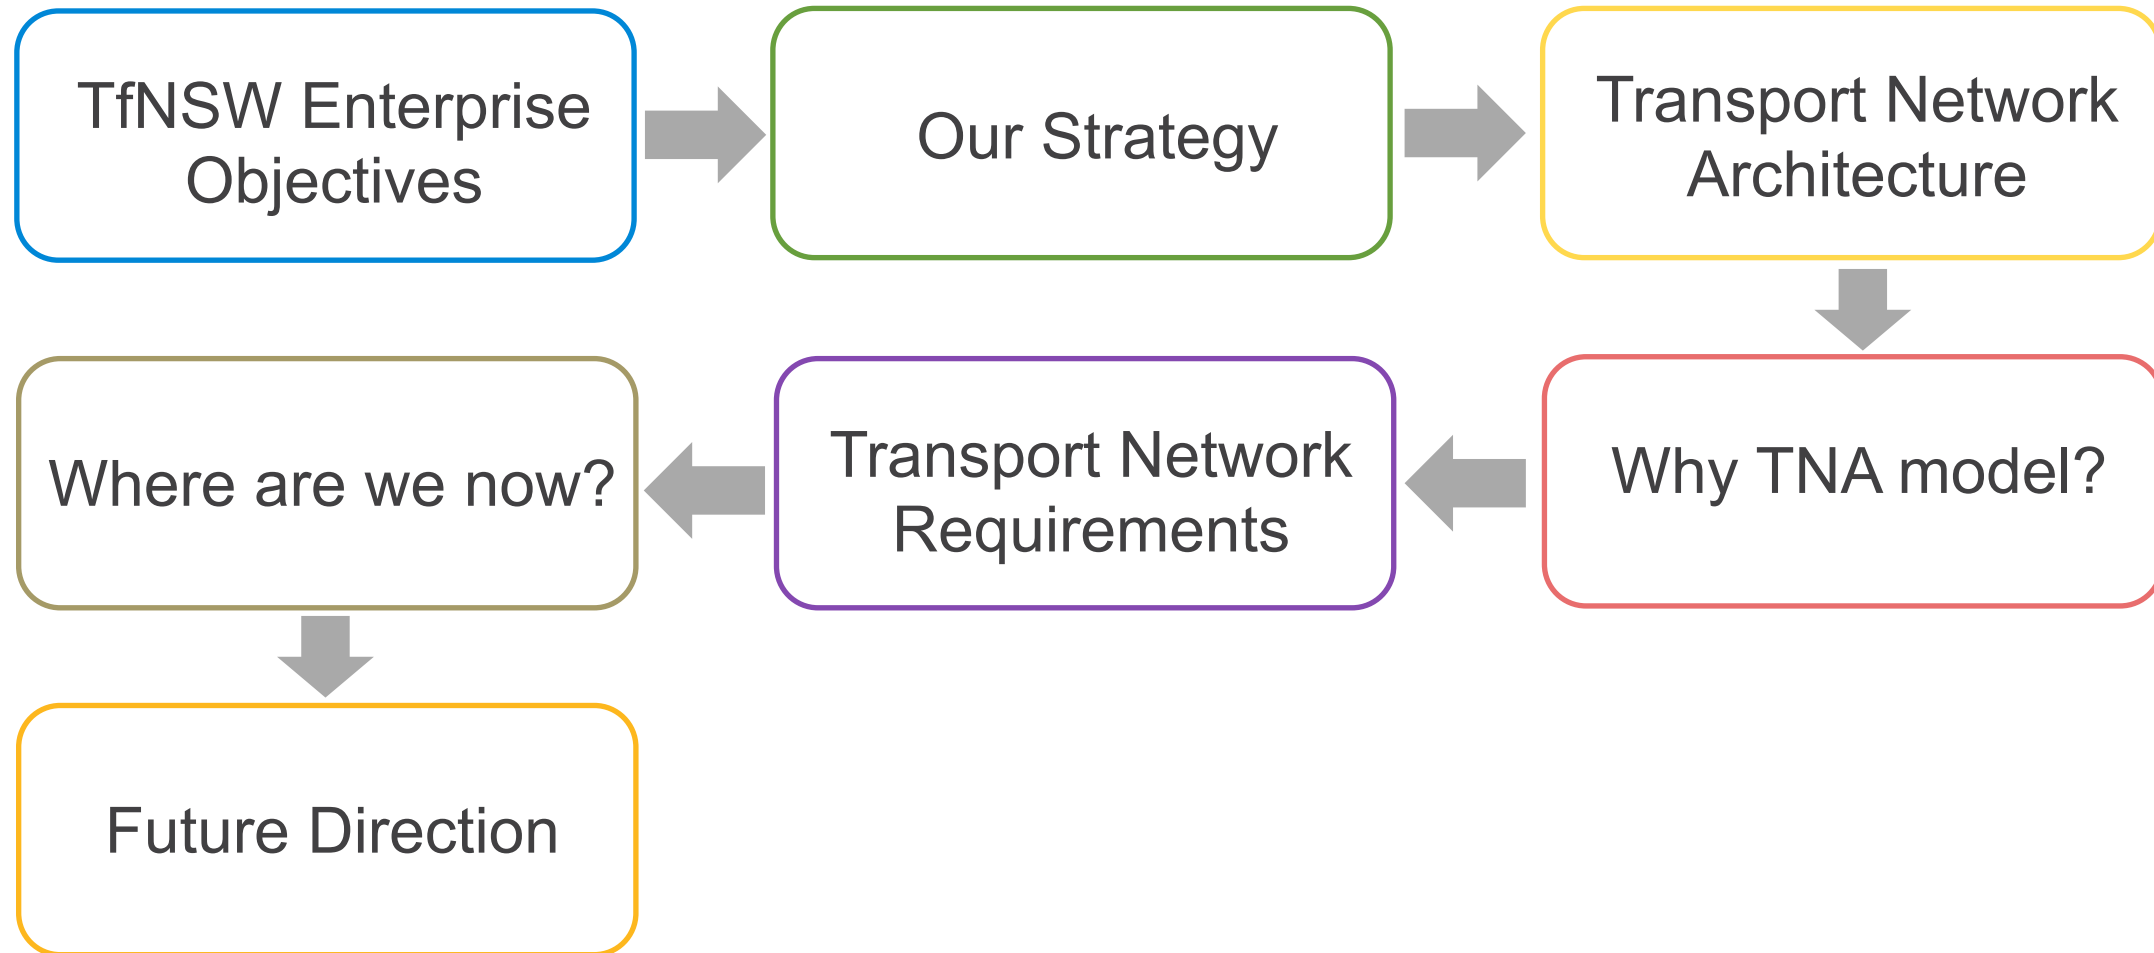 TfNSW Enterprise
Objectives
Our Strategy
Transport Network
Architecture
Why TNA model?
Transport Network
Requirements
Where are we now?
Future Direction